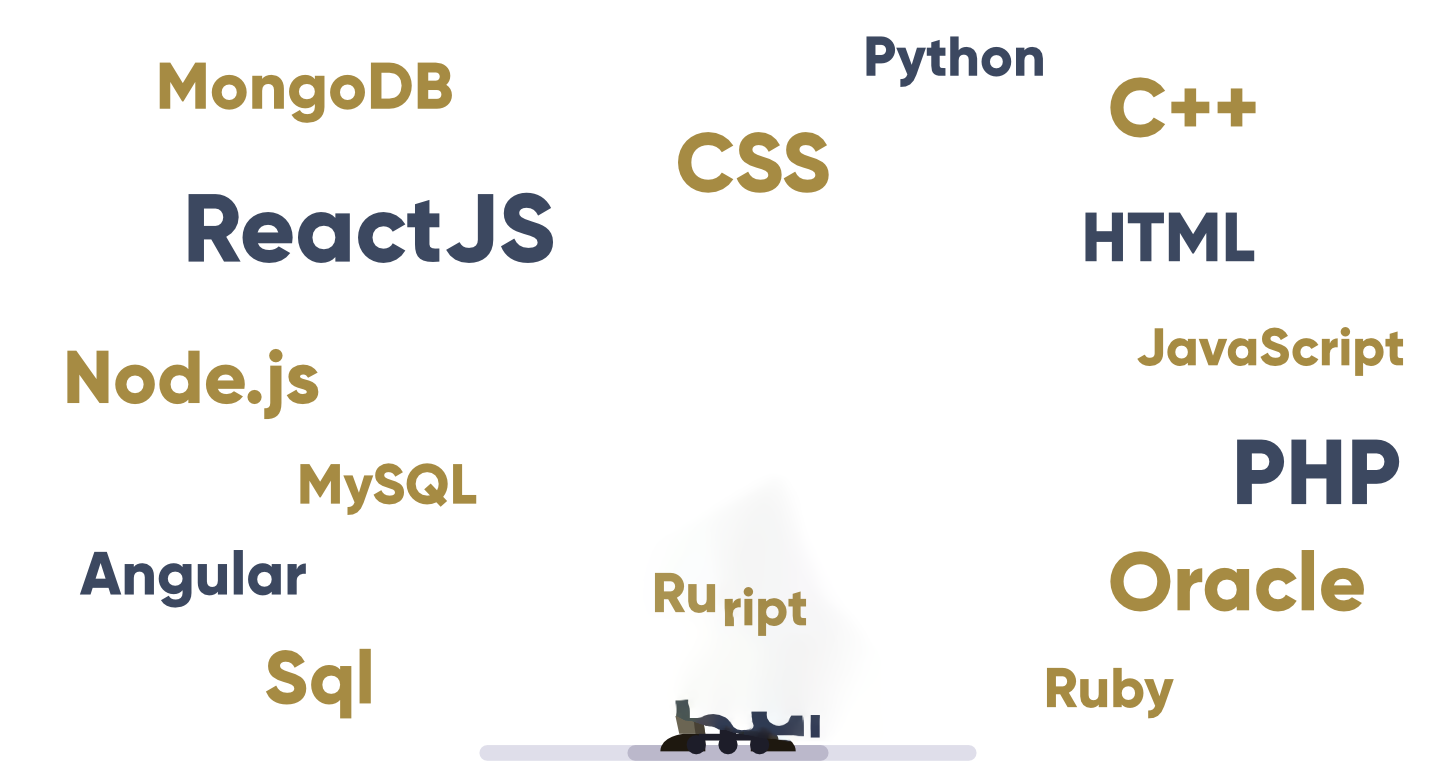 Python
MongoDB
C++
CSS
ReactJS
HTML
JavaScript
Node.js
MySQL
PHP
Angular
Oracle
Ru
ript
Sql
Ruby